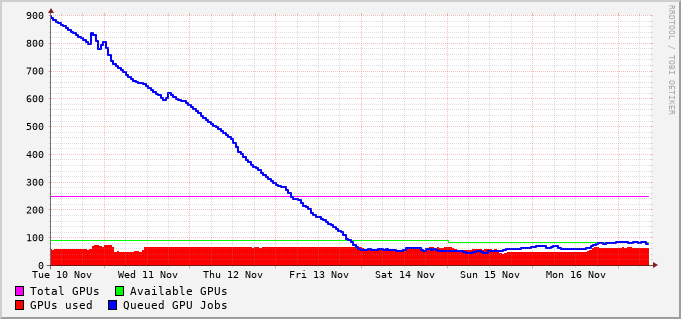 900
800
700
600
500
400
300
200
100
0
Tue 10 Nov Wed 11 Nov Thu 12 Nov Fri 13 Nov Sat 14 Nov Sun 15 Nov Mon 16 Nov
Total GPUs Available GPUs
GPUs used Queued GPU Jobs
RRDTOOL / TOBI OETIKER